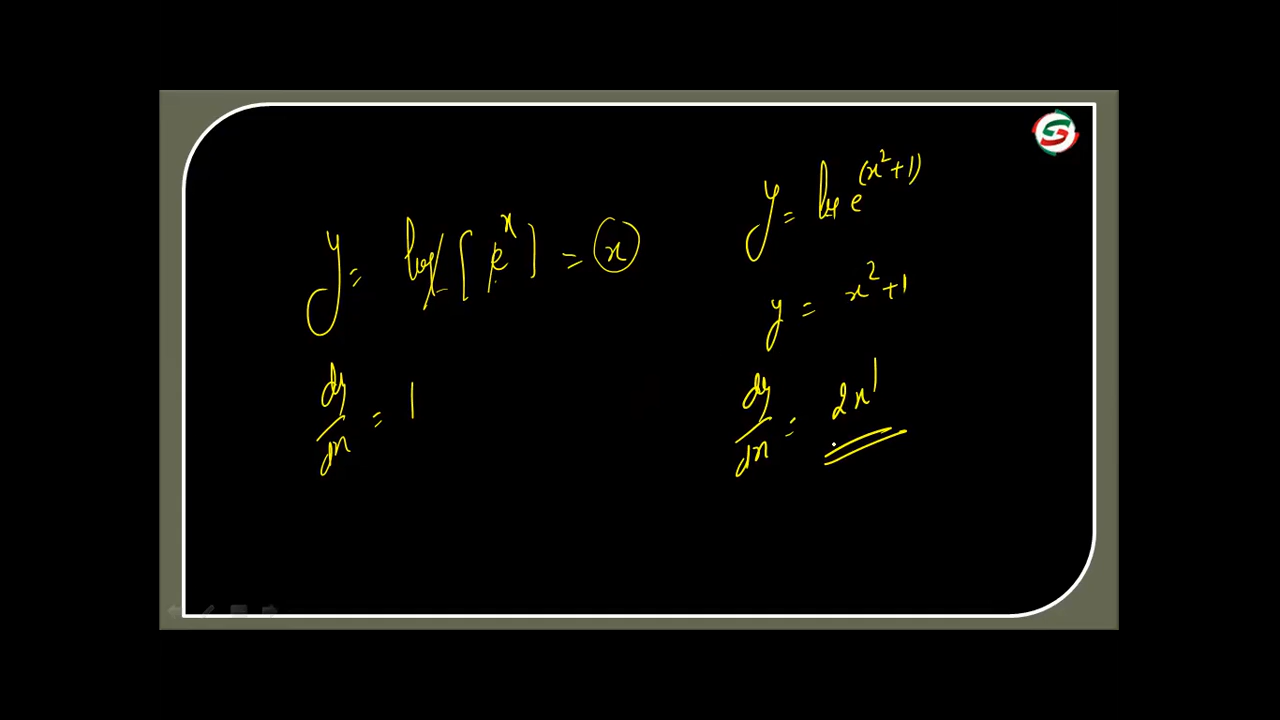 y = log [e^x] = x
dy/dx = 1
y = log e^(x²+1)
y = x²+1
dy/dx = 2x¹